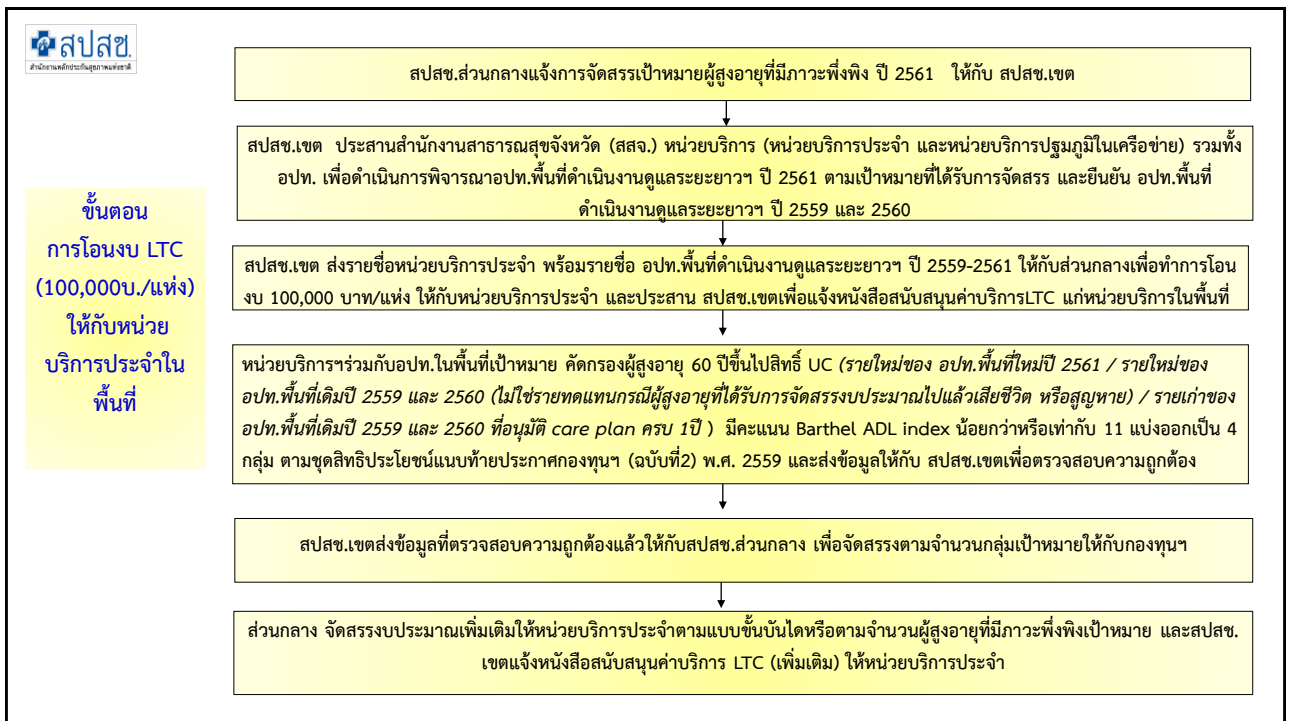 สปสช.
สำนักงานหลักประกันสุขภาพแห่งชาติ
ขั้นตอน
การโอนงบ LTC
(100,000บ./แห่ง)
ให้กับหน่วย
บริการประจำใน
พื้นที่
สปสช.ส่วนกลางแจ้งการจัดสรรเป้าหมายผู้สูงอายุที่มีภาวะพึ่งพิง ปี 2561 ให้กับ สปสช.เขต
สปสช.เขต ประสานสำนักงานสาธารณสุขจังหวัด (สสจ.) หน่วยบริการ (หน่วยบริการประจำ และหน่วยบริการปฐมภูมิในเครือข่าย) รวมทั้ง
อปท. เพื่อดำเนินการพิจารณาอปท.พื้นที่ดำเนินงานดูแลระยะยาวฯ ปี 2561 ตามเป้าหมายที่ได้รับการจัดสรร และยืนยัน อปท.พื้นที่
ดำเนินงานดูแลระยะยาวฯ ปี 2559 และ 2560
สปสช.เขต ส่งรายชื่อหน่วยบริการประจำ พร้อมรายชื่อ อปท.พื้นที่ดำเนินงานดูแลระยะยาวฯ ปี 2559-2561 ให้กับส่วนกลางเพื่อทำการโอน
งบ 100,000 บาท/แห่ง ให้กับหน่วยบริการประจำ และประสาน สปสช.เขตเพื่อแจ้งหนังสือสนับสนุนค่าบริการLTC แก่หน่วยบริการในพื้นที่
หน่วยบริการฯร่วมกับอปท.ในพื้นที่เป้าหมาย คัดกรองผู้สูงอายุ 60 ปีขึ้นไปสิทธิ์ UC (รายใหม่ของ อปท.พื้นที่ใหม่ปี 2561 / รายใหม่ของ
อปท.พื้นที่เดิมปี 2559 และ 2560 (ไม่ใช่รายทดแทนกรณีผู้สูงอายุที่ได้รับการจัดสรรงบประมาณไปแล้วเสียชีวิต หรือสูญหาย) / รายเก่าของ
อปท.พื้นที่เดิมปี 2559 และ 2560 ที่อนุมัติ care plan ครบ 1ปี ) มีคะแนน Barthel ADL index น้อยกว่าหรือเท่ากับ 11 แบ่งออกเป็น 4
กลุ่ม ตามชุดสิทธิประโยชน์แนบท้ายประกาศกองทุนฯ (ฉบับที่2) พ.ศ. 2559 และส่งข้อมูลให้กับ สปสช.เขตเพื่อตรวจสอบความถูกต้อง
สปสช.เขตส่งข้อมูลที่ตรวจสอบความถูกต้องแล้วให้กับสปสช.ส่วนกลาง เพื่อจัดสรรงตามจำนวนกลุ่มเป้าหมายให้กับกองทุนฯ
ส่วนกลาง จัดสรรงบประมาณเพิ่มเติมให้หน่วยบริการประจำตามแบบขั้นบันไดหรือตามจำนวนผู้สูงอายุที่มีภาวะพึ่งพิงเป้าหมาย และสปสช.
เขตแจ้งหนังสือสนับสนุนค่าบริการ LTC (เพิ่มเติม) ให้หน่วยบริการประจำ